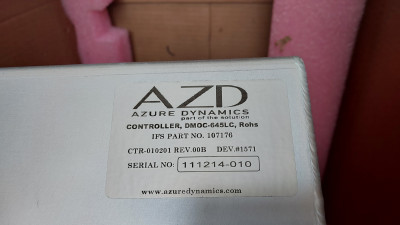 AZD
AZURE DYNAMICS
part of the solution
CONTROLLER, DMOC-645LC, Rohs
IFS PART NO. 107176
CTR-010201 REV.00B DEV.#1571
SERIAL NO: 111214-010
www.azuredynamics.com